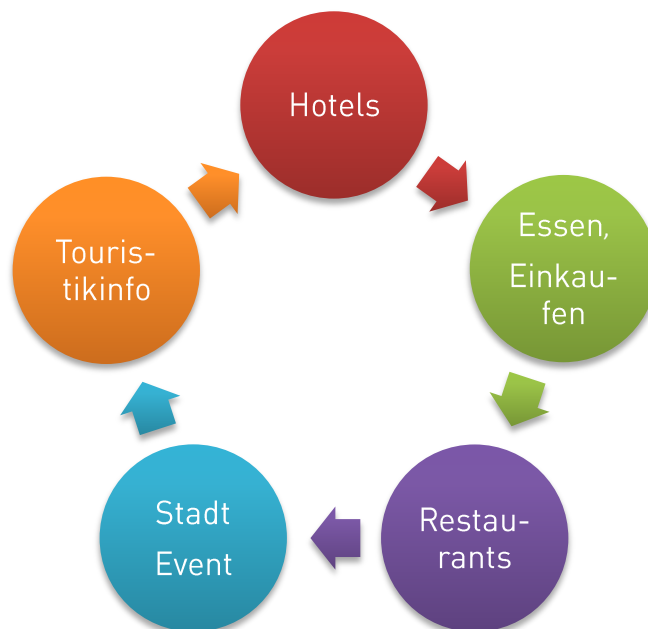 Hotels
Essen,
Einkau-
fen
Restau-
rants
Stadt
Event
Touris-
tikinfo